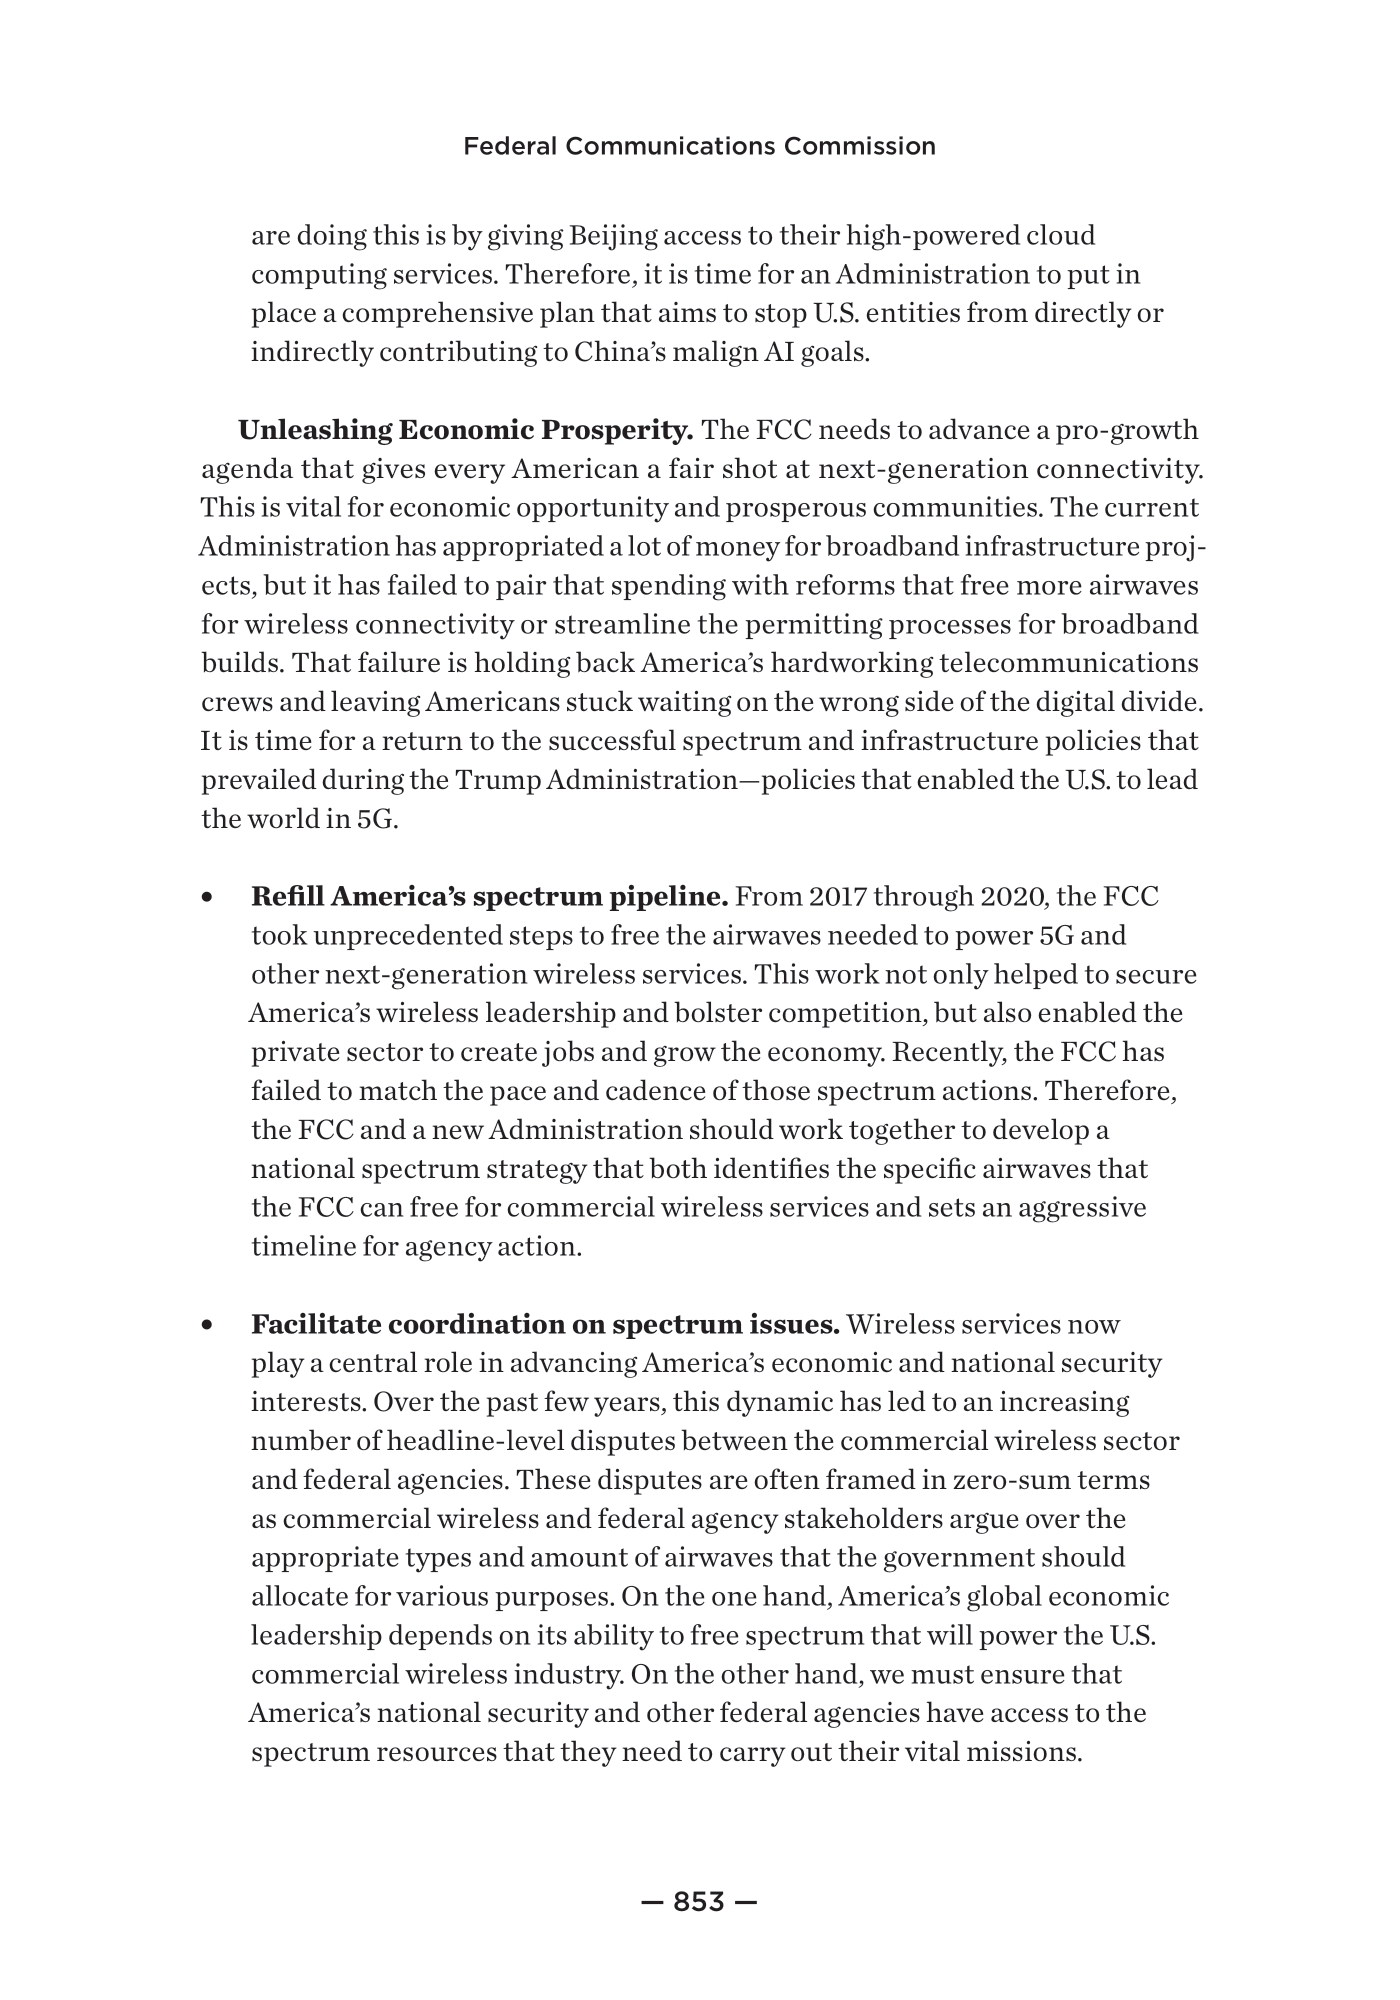 Federal Communications Commission
are doing this is by giving Beijing access to their high-powered cloud
computing services. Therefore, it is time for an Administration to put in
place a comprehensive plan that aims to stop U.S. entities from directly or
indirectly contributing to China’s malign AI goals.
Unleashing Economic Prosperity. The FCC needs to advance a pro-growth
agenda that gives every American a fair shot at next-generation connectivity.
This is vital for economic opportunity and prosperous communities. The current
Administration has appropriated a lot of money for broadband infrastructure proj-
ects, but it has failed to pair that spending with reforms that free more airwaves
for wireless connectivity or streamline the permitting processes for broadband
builds. That failure is holding back America’s hardworking telecommunications
crews and leaving Americans stuck waiting on the wrong side of the digital divide.
It is time for a return to the successful spectrum and infrastructure policies that
prevailed during the Trump Administration—policies that enabled the U.S. to lead
the world in 5G.
• Refill America’s spectrum pipeline. From 2017 through 2020, the FCC
took unprecedented steps to free the airwaves needed to power 5G and
other next-generation wireless services. This work not only helped to secure
America’s wireless leadership and bolster competition, but also enabled the
private sector to create jobs and grow the economy. Recently, the FCC has
failed to match the pace and cadence of those spectrum actions. Therefore,
the FCC and a new Administration should work together to develop a
national spectrum strategy that both identifies the specific airwaves that
the FCC can free for commercial wireless services and sets an aggressive
timeline for agency action.
• Facilitate coordination on spectrum issues. Wireless services now
play a central role in advancing America’s economic and national security
interests. Over the past few years, this dynamic has led to an increasing
number of headline-level disputes between the commercial wireless sector
and federal agencies. These disputes are often framed in zero-sum terms
as commercial wireless and federal agency stakeholders argue over the
appropriate types and amount of airwaves that the government should
allocate for various purposes. On the one hand, America’s global economic
leadership depends on its ability to free spectrum that will power the U.S.
commercial wireless industry. On the other hand, we must ensure that
America’s national security and other federal agencies have access to the
spectrum resources that they need to carry out their vital missions.
— 853 —